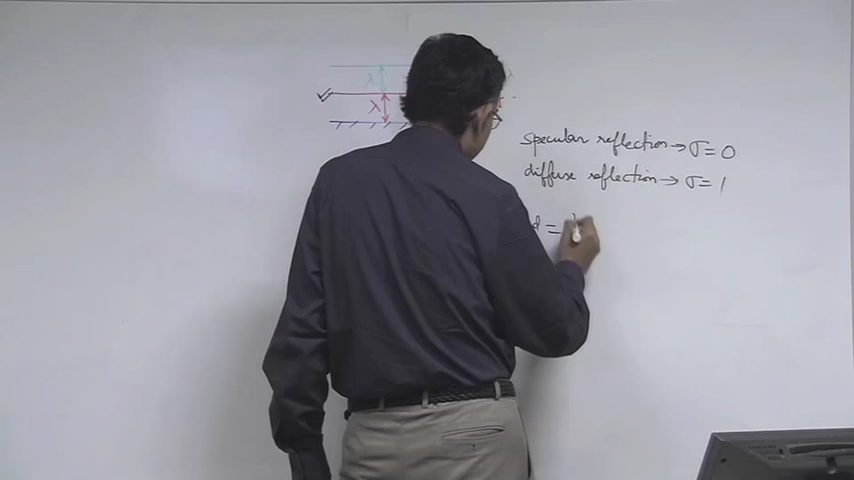 λ
λ
specular reflection → σ = 0
diffuse reflection → σ = 1
d =